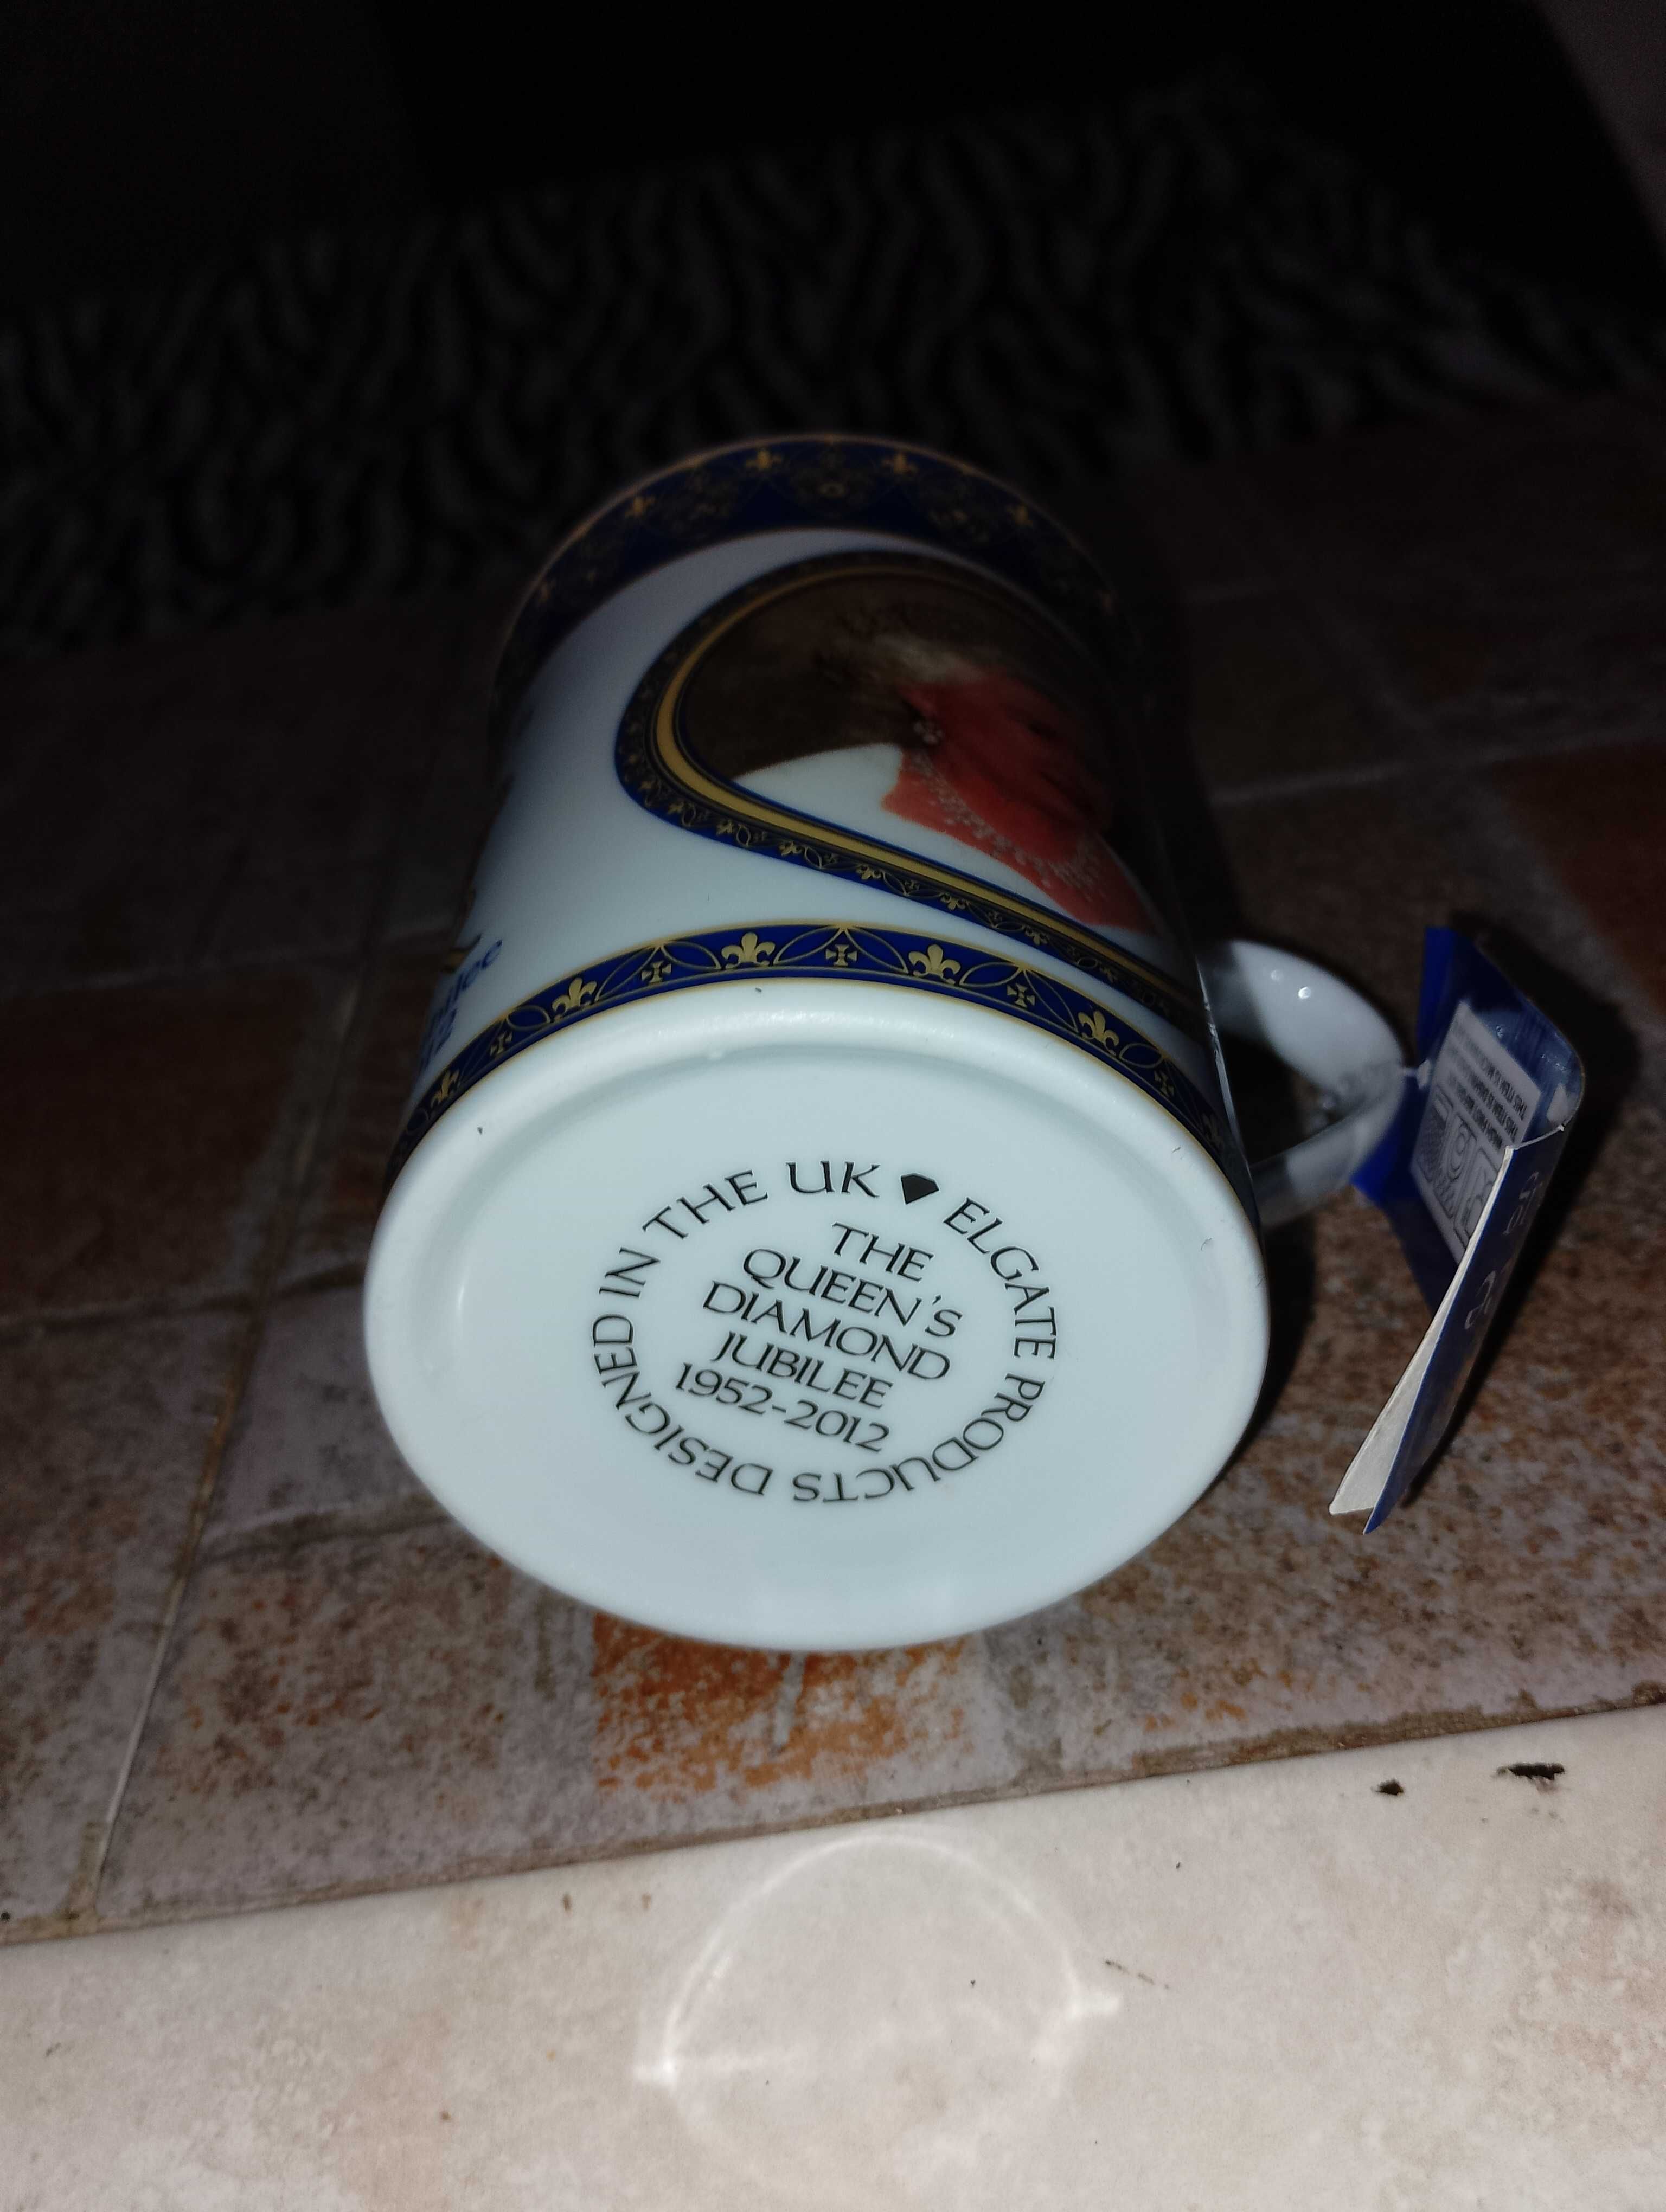 ELGATE PRODUCTS DESIGNED IN THE UK
THE
QUEEN'S
DIAMOND
JUBILEE
1952-2012